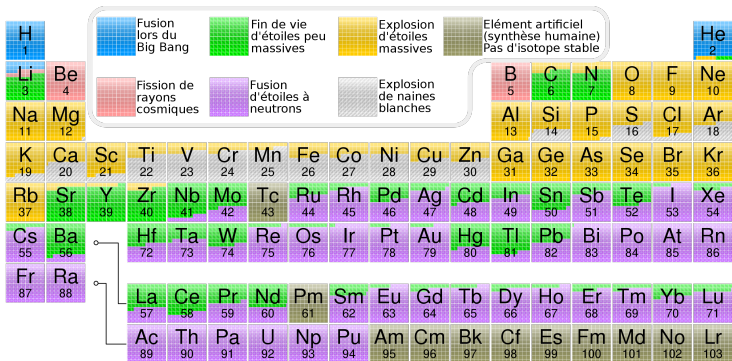 Fusion
lors du
Big Bang
Fin de vie
d'étoiles peu
massives
Explosion
d'étoiles
massives
Elément artificiel
(synthèse humaine)
Pas d'isotope stable
Fission de
rayons
cosmiques
Fusion
d'étoiles à
neutrons
Explosion
de naines
blanches
H He
1 2
Li Be B C N O F Ne
3 4 5 6 7 8 9 10
Na Mg Al Si P S Cl Ar
11 12 13 14 15 16 17 18
K Ca Sc Ti V Cr Mn Fe Co Ni Cu Zn Ga Ge As Se Br Kr
19 20 21 22 23 24 25 26 27 28 29 30 31 32 33 34 35 36
Rb Sr Y Zr Nb Mo Tc Ru Rh Pd Ag Cd In Sn Sb Te I Xe
37 38 39 40 41 42 43 44 45 46 47 48 49 50 51 52 53 54
Cs Ba Hf Ta W Re Os Ir Pt Au Hg Tl Pb Bi Po At Rn
55 56 72 73 74 75 76 77 78 79 80 81 82 83 84 85 86
Fr Ra
87 88
La Ce Pr Nd Pm Sm Eu Gd Tb Dy Ho Er Tm Yb Lu
57 58 59 60 61 62 63 64 65 66 67 68 69 70 71
Ac Th Pa U Np Pu Am Cm Bk Cf Es Fm Md No Lr
89 90 91 92 93 94 95 96 97 98 99 100 101 102 103